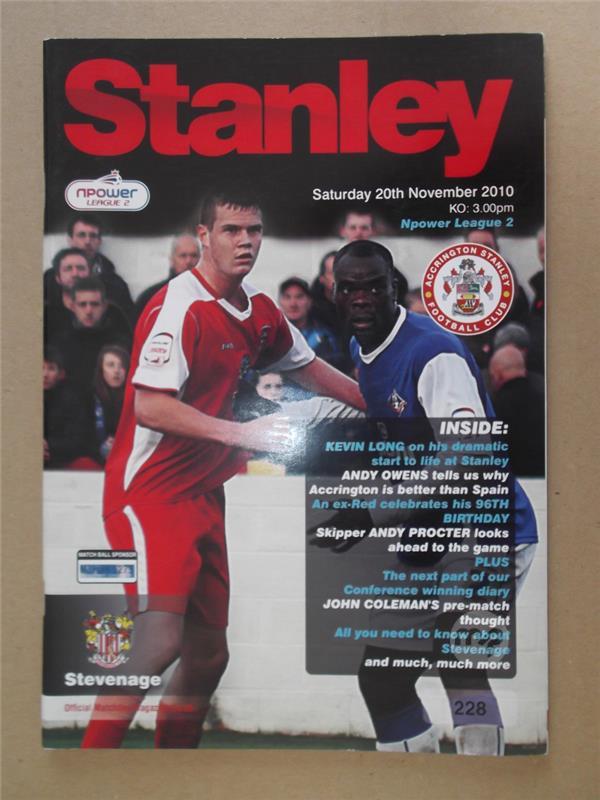 Stanley
npower
LEAGUE 2
Saturday 20th November 2010
KO: 3.00pm
Npower League 2
ACCRINGTON STANLEY
FOOTBALL CLUB
INSIDE:
KEVIN LONG on his dramatic
start to life at Stanley
ANDY OWENS tells us why
Accrington is better than Spain
An ex-Red celebrates his 96TH
BIRTHDAY
Skipper ANDY PROCTER looks
ahead to the game
PLUS
The next part of our
Conference winning diary
JOHN COLEMAN'S pre-match
thought
All you need to know about
Stevenage
and much, much more
MATCH BALL SPONSOR
Stevenage
Official Matchday Magazine
228